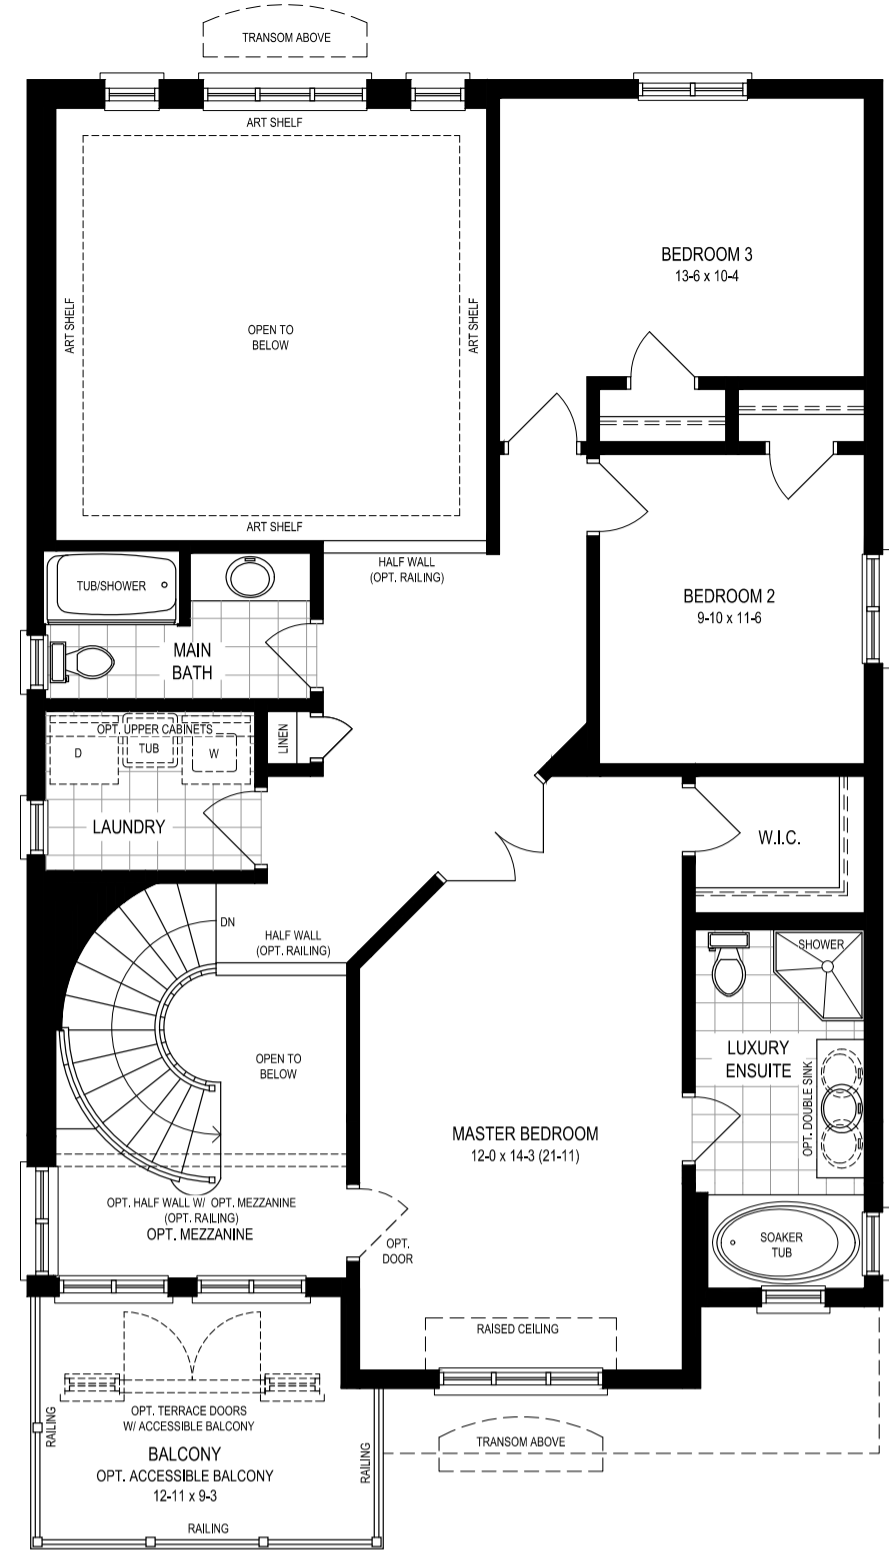 TRANSOM ABOVE
ART SHELF
BEDROOM 3
13-6 x 10-4
ART SHELF
ART SHELF
OPEN TO
BELOW
ART SHELF
HALF WALL
(OPT. RAILING)
TUB/SHOWER
BEDROOM 2
9-10 x 11-6
MAIN
BATH
OPT. UPPER CABINETS
D
TUB
W
LINEN
LAUNDRY
W.I.C.
DN
HALF WALL
(OPT. RAILING)
SHOWER
LUXURY
ENSUITE
OPT. DOUBLE SINK
OPEN TO
BELOW
MASTER BEDROOM
12-0 x 14-3 (21-11)
OPT. HALF WALL W/ OPT. MEZZANINE
(OPT. RAILING)
OPT. MEZZANINE
OPT.
DOOR
SOAKER
TUB
RAISED CEILING
OPT. TERRACE DOORS
W/ ACCESSIBLE BALCONY
RAILING
BALCONY
OPT. ACCESSIBLE BALCONY
12-11 x 9-3
RAILING
RAILING
TRANSOM ABOVE